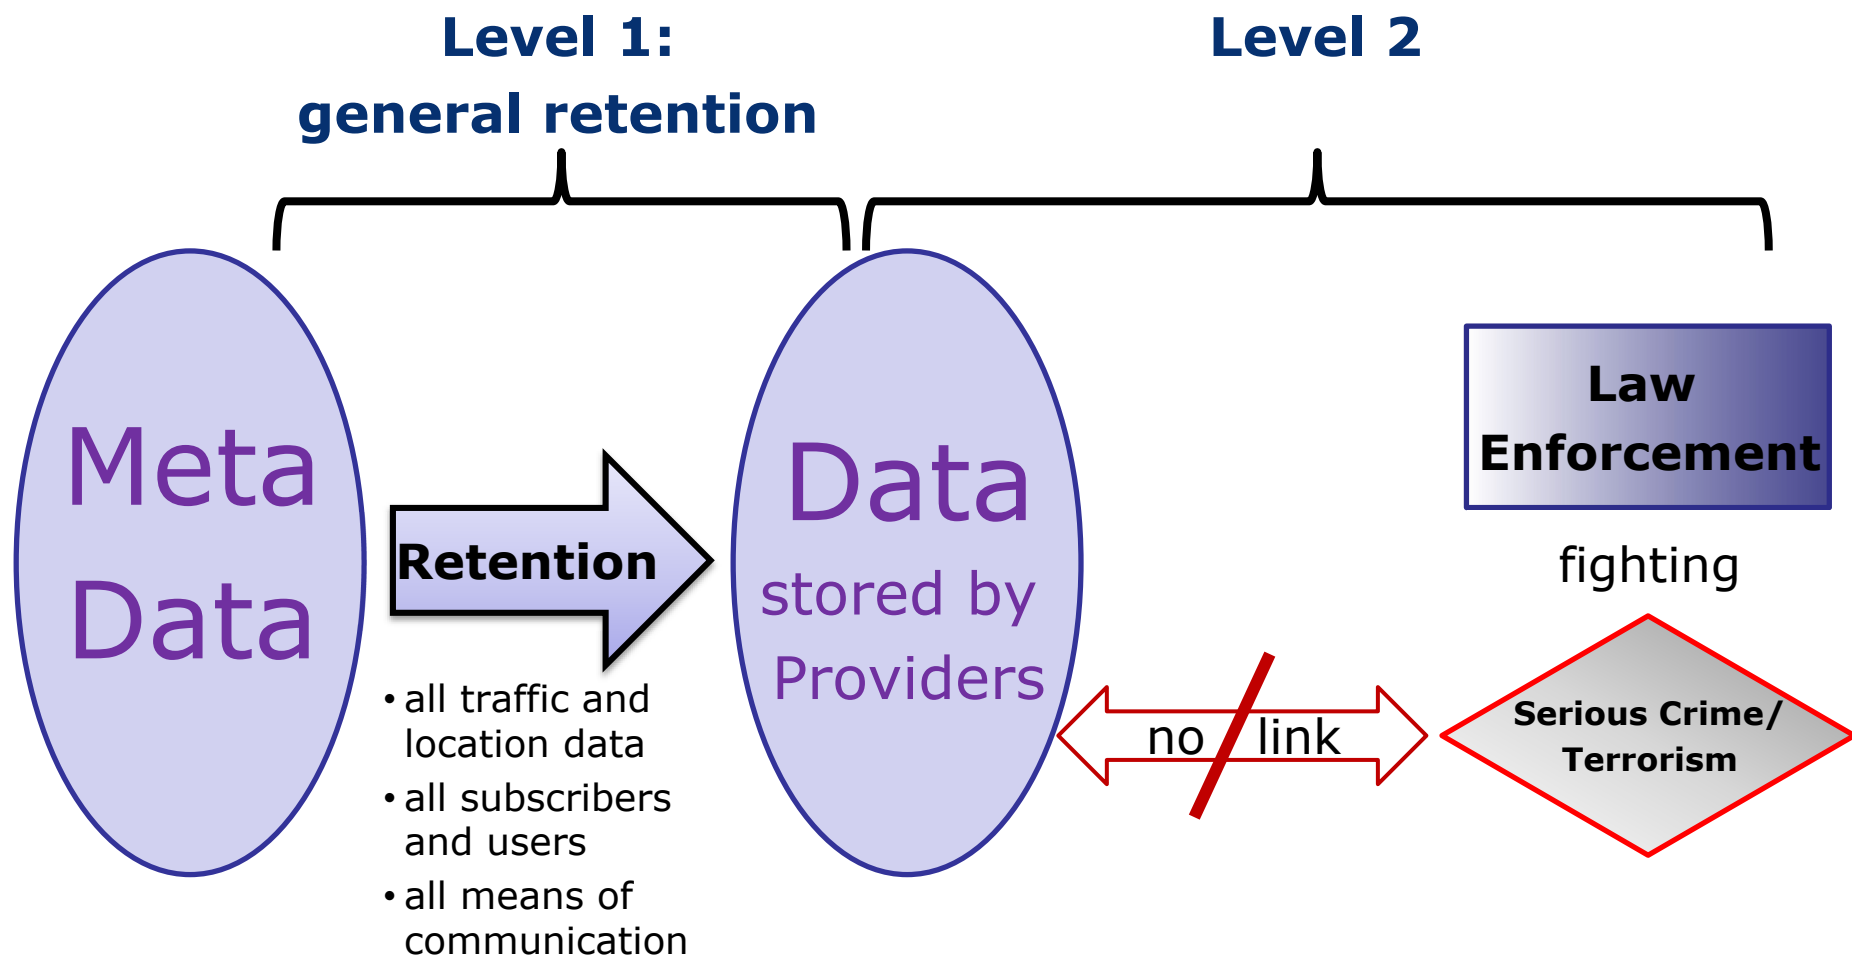 Level 1:
general retention
Level 2
Meta
Data
Retention
• all traffic and
location data
• all subscribers
and users
• all means of
communication
Data
stored by
Providers
no link
Law
Enforcement
fighting
Serious Crime/
Terrorism